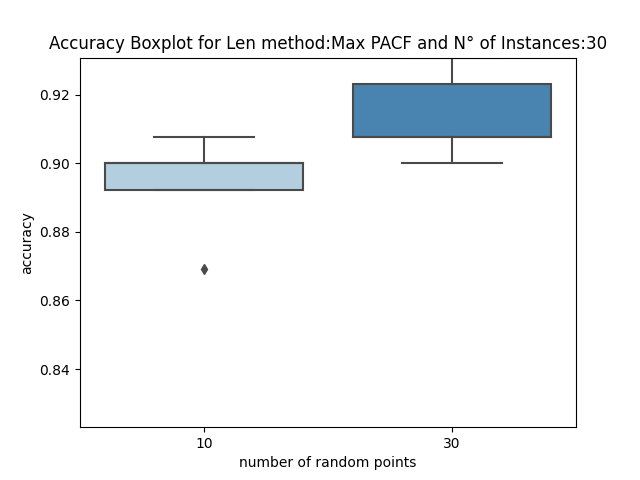 Accuracy Boxplot for Len method:Max PACF and N° of Instances:30
0.92
0.90
0.88
0.86
0.84
accuracy
10
30
number of random points